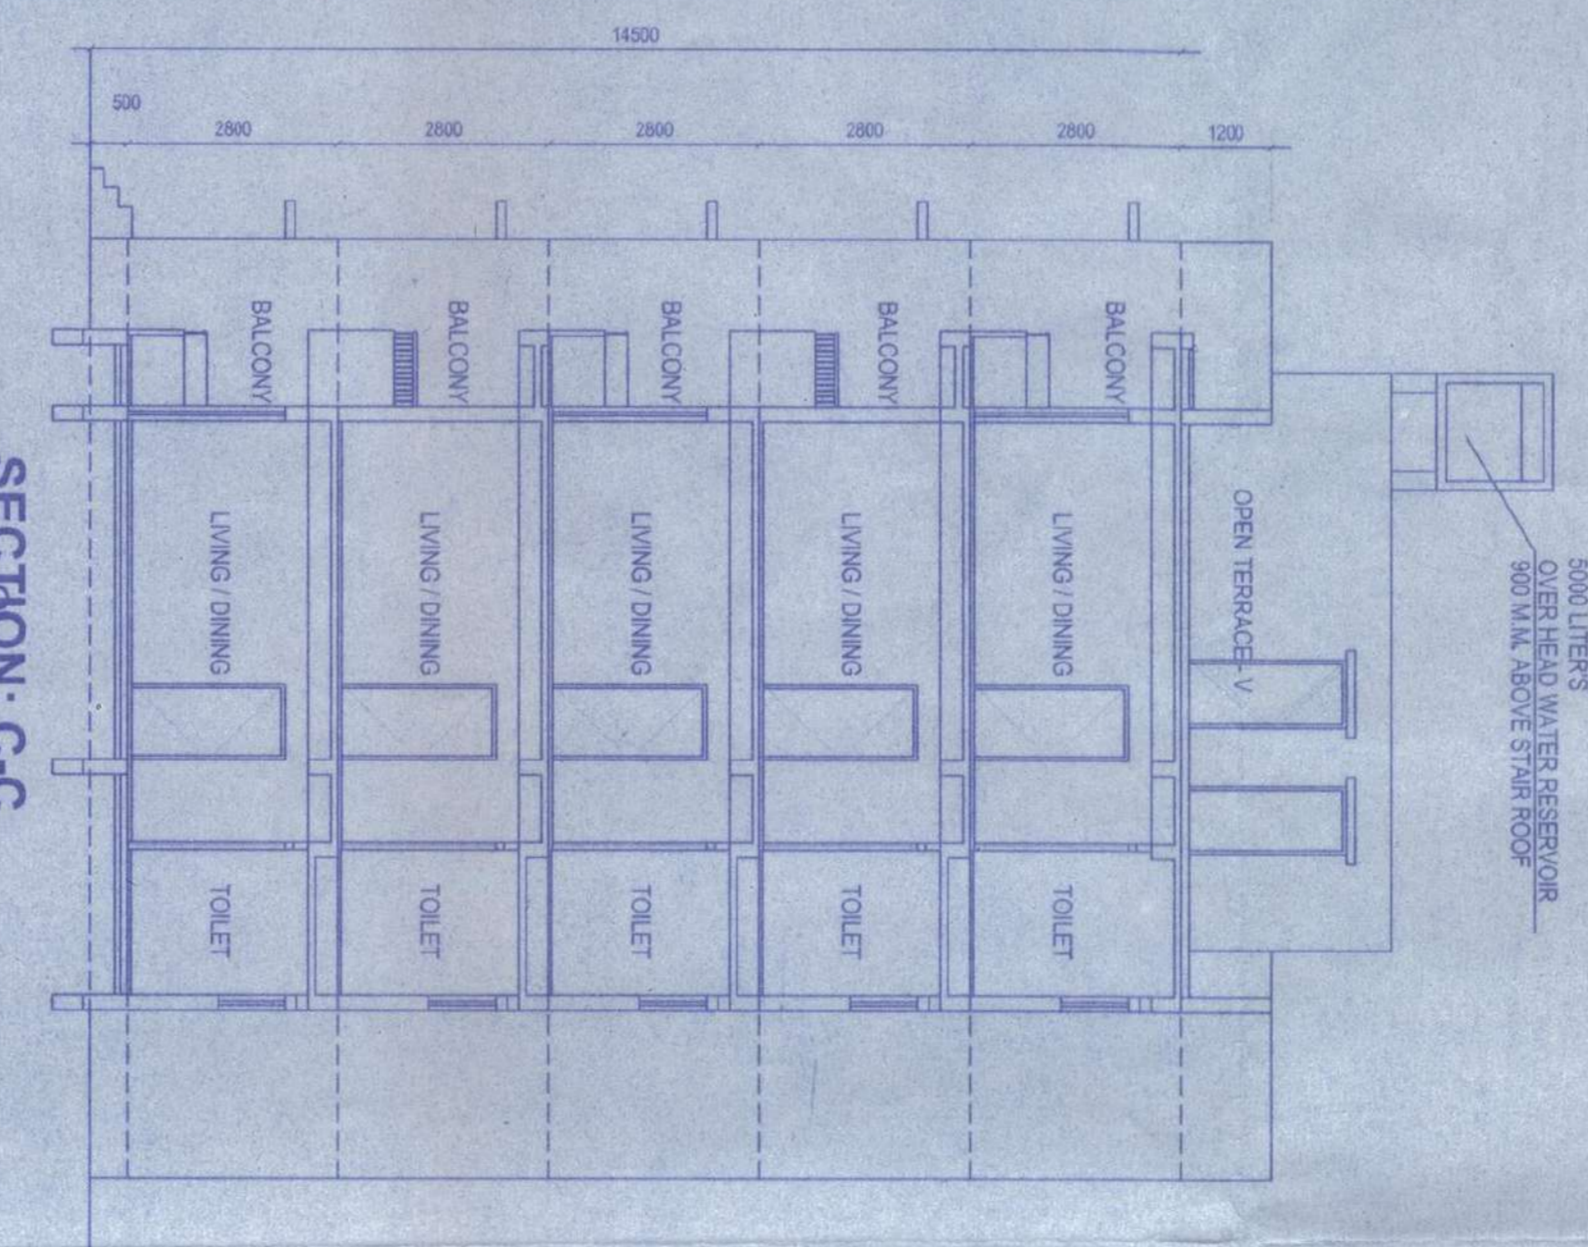 14500
500
2800
2800
2800
2800
2800
1200
BALCONY
BALCONY
BALCONY
BALCONY
BALCONY
LIVING / DINING
LIVING / DINING
LIVING / DINING
LIVING / DINING
LIVING / DINING
OPEN TERRACE-V
TOILET
TOILET
TOILET
TOILET
TOILET
5000 LITER'S
OVER HEAD WATER RESERVOIR
900 M.M. ABOVE STAIR ROOF
SECTION: C-C